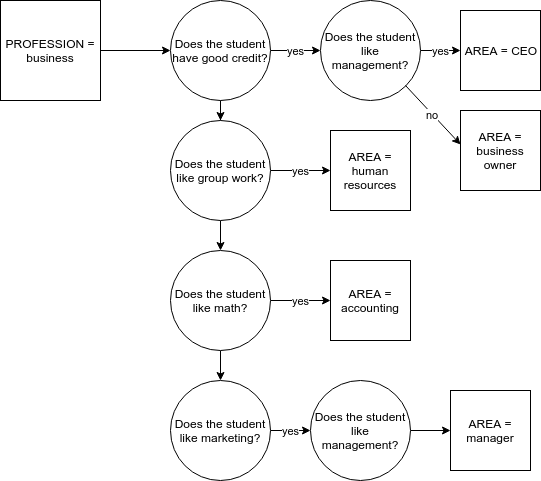 PROFESSION =
business
Does the student
have good credit?
yes
Does the student
like
management?
yes
AREA = CEO
no
AREA =
business
owner
Does the student
like group work?
yes
AREA =
human
resources
Does the student
like math?
yes
AREA =
accounting
Does the student
like marketing?
yes
Does the student
like
management?
AREA =
manager